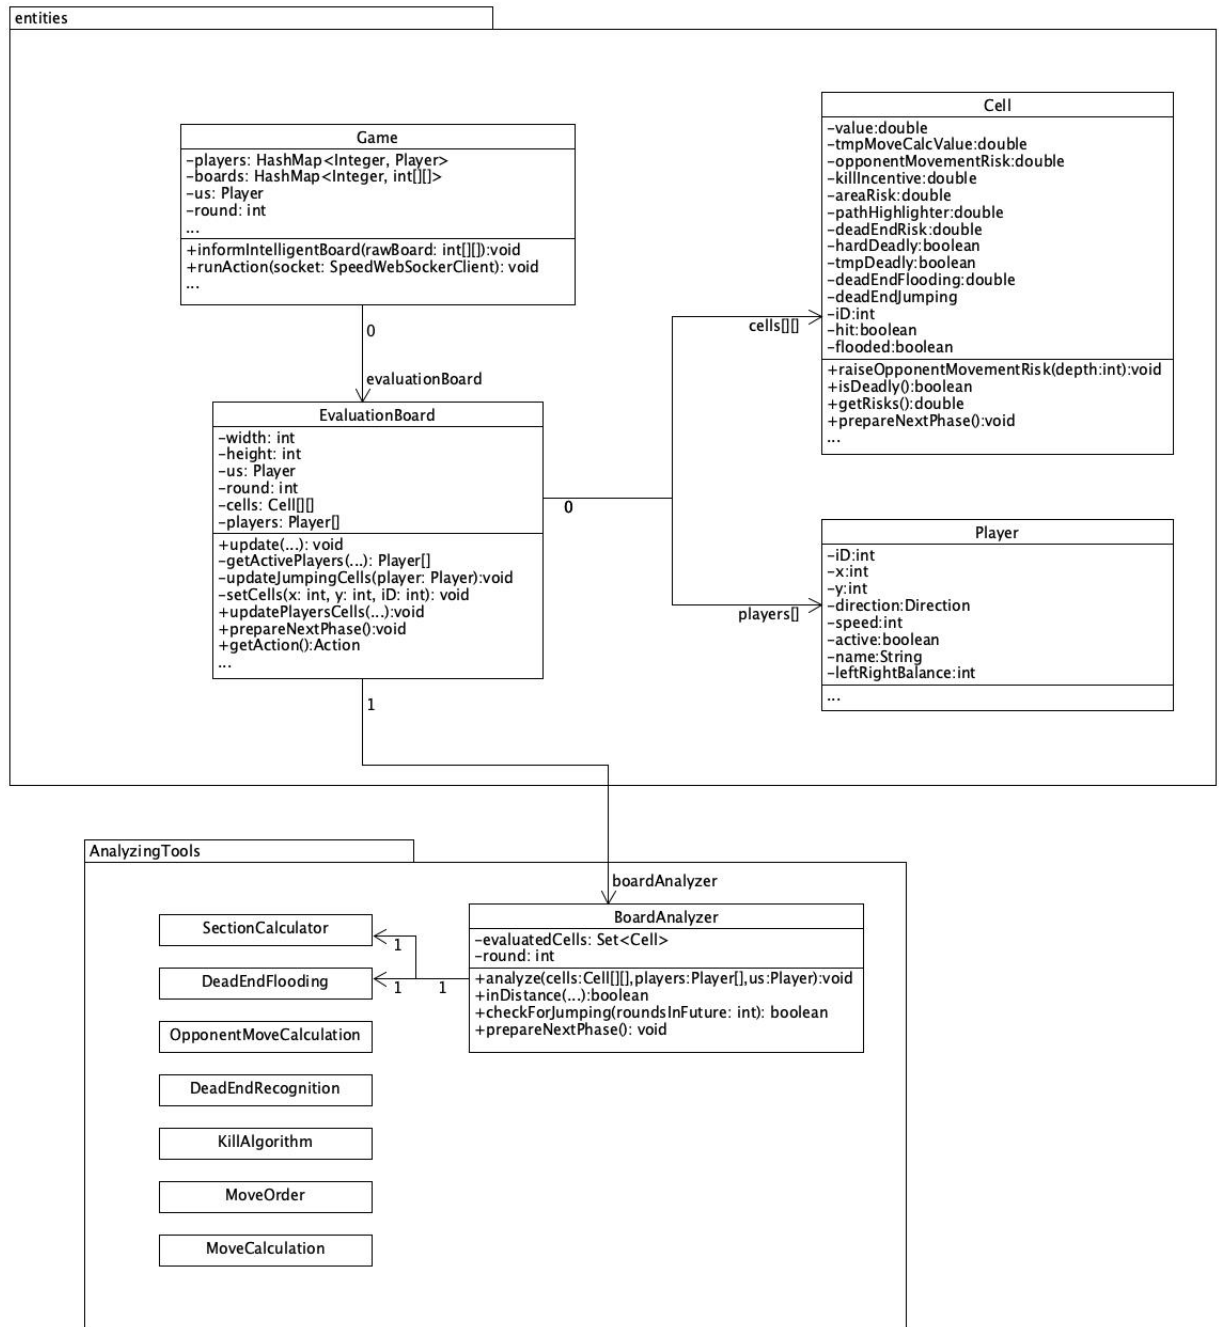 entities
Game
-players: HashMap<Integer, Player>
-boards: HashMap<Integer, int[][]>
-us: Player
-round: int
...
+informIntelligentBoard(rawBoard: int[][]):void
+runAction(socket: SpeedWebSockerClient): void
...
0
evaluationBoard
EvaluationBoard
-width: int
-height: int
-us: Player
-round: int
-cells: Cell[][]
-players: Player[]
+update(...): void
-getActivePlayers(...): Player[]
-updateJumpingCells(player: Player):void
-setCells(x: int, y: int, iD: int): void
+updatePlayersCells(...):void
+prepareNextPhase():void
+getAction():Action
...
0
1
cells[][]
Cell
-value:double
-tmpMoveCalcValue:double
-opponentMovementRisk:double
-killIncentive:double
-areaRisk:double
-pathHighlighter:double
-deadEndRisk:double
-hardDeadly:boolean
-tmpDeadly:boolean
-deadEndFlooding:double
-deadEndJumping
-iD:int
-hit:boolean
-flooded:boolean
+raiseOpponentMovementRisk(depth:int):void
+isDeadly():boolean
+getRisks():double
+prepareNextPhase():void
...
players[]
Player
-iD:int
-x:int
-y:int
-direction:Direction
-speed:int
-active:boolean
-name:String
-leftRightBalance:int
...
AnalyzingTools
boardAnalyzer
BoardAnalyzer
-evaluatedCells: Set<Cell>
-round: int
+analyze(cells:Cell[][],players:Player[],us:Player):void
+inDistance(...):boolean
+checkForJumping(roundsInFuture: int): boolean
+prepareNextPhase(): void
1
1
1
SectionCalculator
DeadEndFlooding
OpponentMoveCalculation
DeadEndRecognition
KillAlgorithm
MoveOrder
MoveCalculation